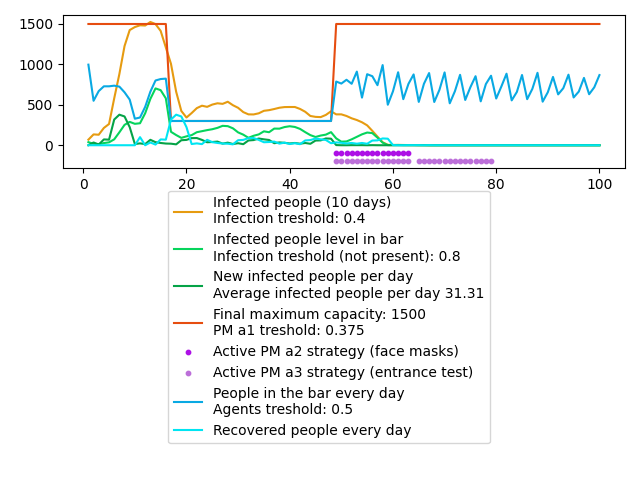 1500
1000
500
0
0
20
40
60
80
100
Infected people (10 days)
Infection treshold: 0.4
Infected people level in bar
Infection treshold (not present): 0.8
New infected people per day
Average infected people per day 31.31
Final maximum capacity: 1500
PM a1 treshold: 0.375
Active PM a2 strategy (face masks)
Active PM a3 strategy (entrance test)
People in the bar every day
Agents treshold: 0.5
Recovered people every day